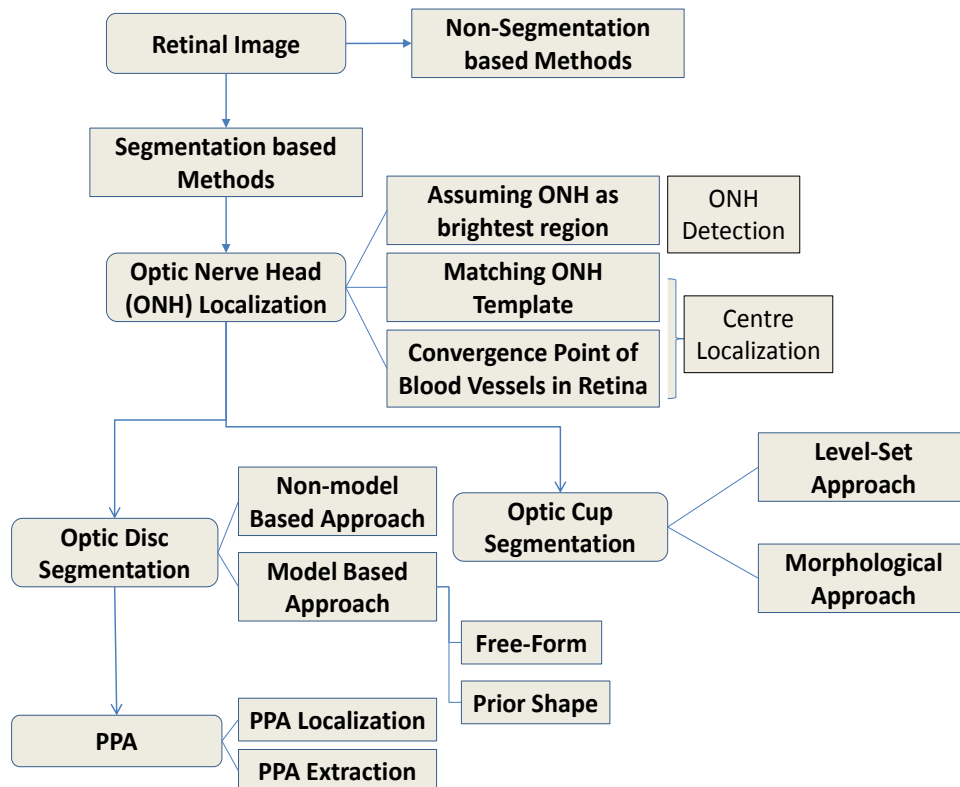 Retinal Image
Non-Segmentation
based Methods
Segmentation based
Methods
Assuming ONH as
brightest region
ONH
Detection
Optic Nerve Head
(ONH) Localization
Matching ONH
Template
Centre
Localization
Convergence Point of
Blood Vessels in Retina
Non-model
Based Approach
Level-Set
Approach
Optic Disc
Segmentation
Optic Cup
Segmentation
Model Based
Approach
Morphological
Approach
Free-Form
Prior Shape
PPA
PPA Localization
PPA Extraction